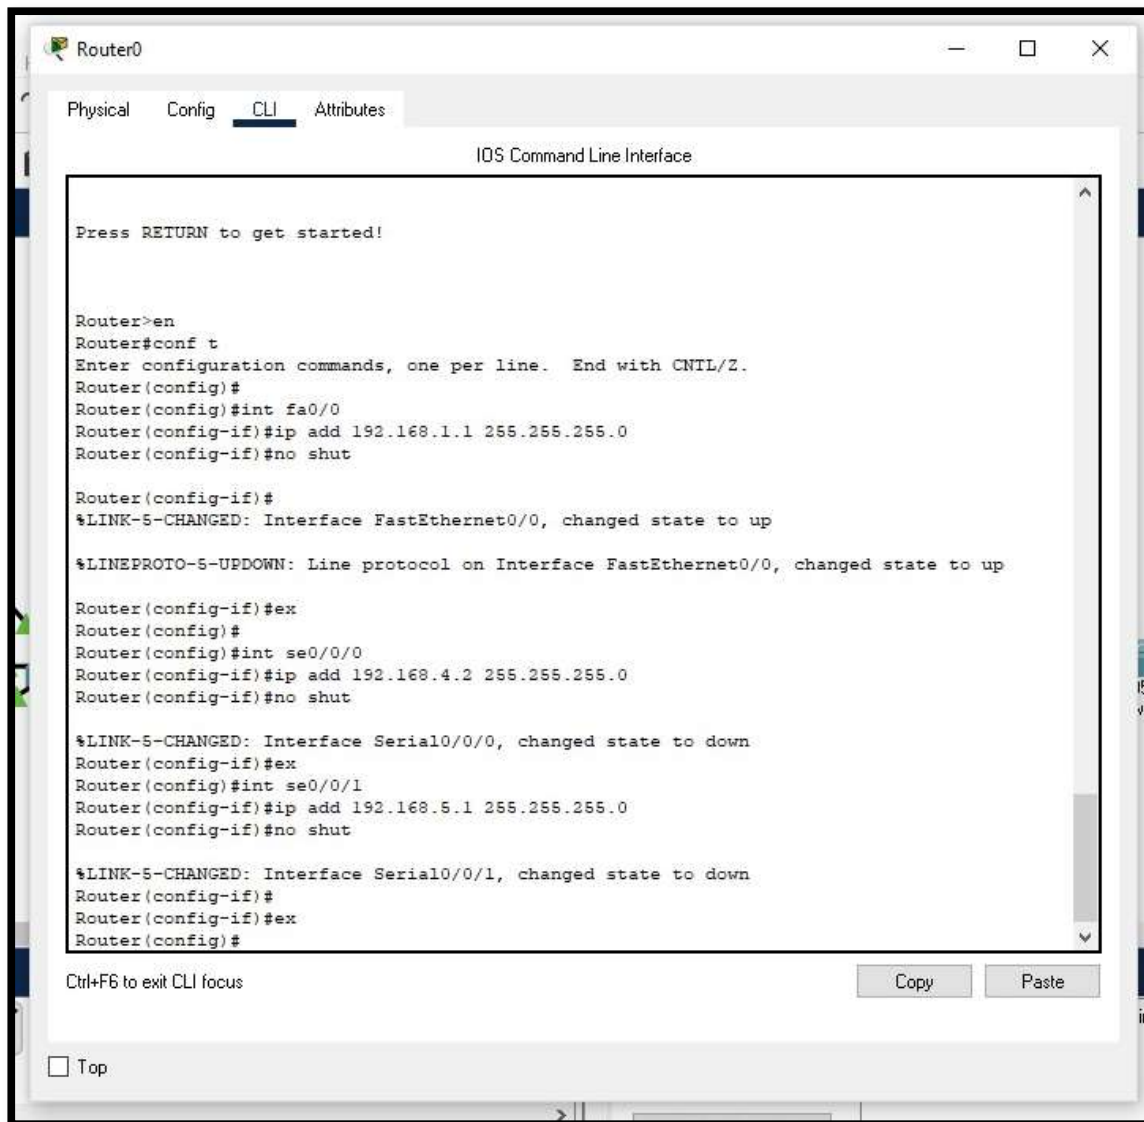 Router0
Physical Config CLI Attributes
IOS Command Line Interface
Press RETURN to get started!
Router>en
Router#conf t
Enter configuration commands, one per line.  End with CNTL/Z.
Router(config)#
Router(config)#int fa0/0
Router(config-if)#ip add 192.168.1.1 255.255.255.0
Router(config-if)#no shut
Router(config-if)#
%LINK-5-CHANGED: Interface FastEthernet0/0, changed state to up
%LINEPROTO-5-UPDOWN: Line protocol on Interface FastEthernet0/0, changed state to up
Router(config-if)#ex
Router(config)#
Router(config)#int se0/0/0
Router(config-if)#ip add 192.168.4.2 255.255.255.0
Router(config-if)#no shut
%LINK-5-CHANGED: Interface Serial0/0/0, changed state to down
Router(config-if)#ex
Router(config)#int se0/0/1
Router(config-if)#ip add 192.168.5.1 255.255.255.0
Router(config-if)#no shut
%LINK-5-CHANGED: Interface Serial0/0/1, changed state to down
Router(config-if)#
Router(config-if)#ex
Router(config)#
Ctrl+F6 to exit CLI focus
Copy Paste
Top